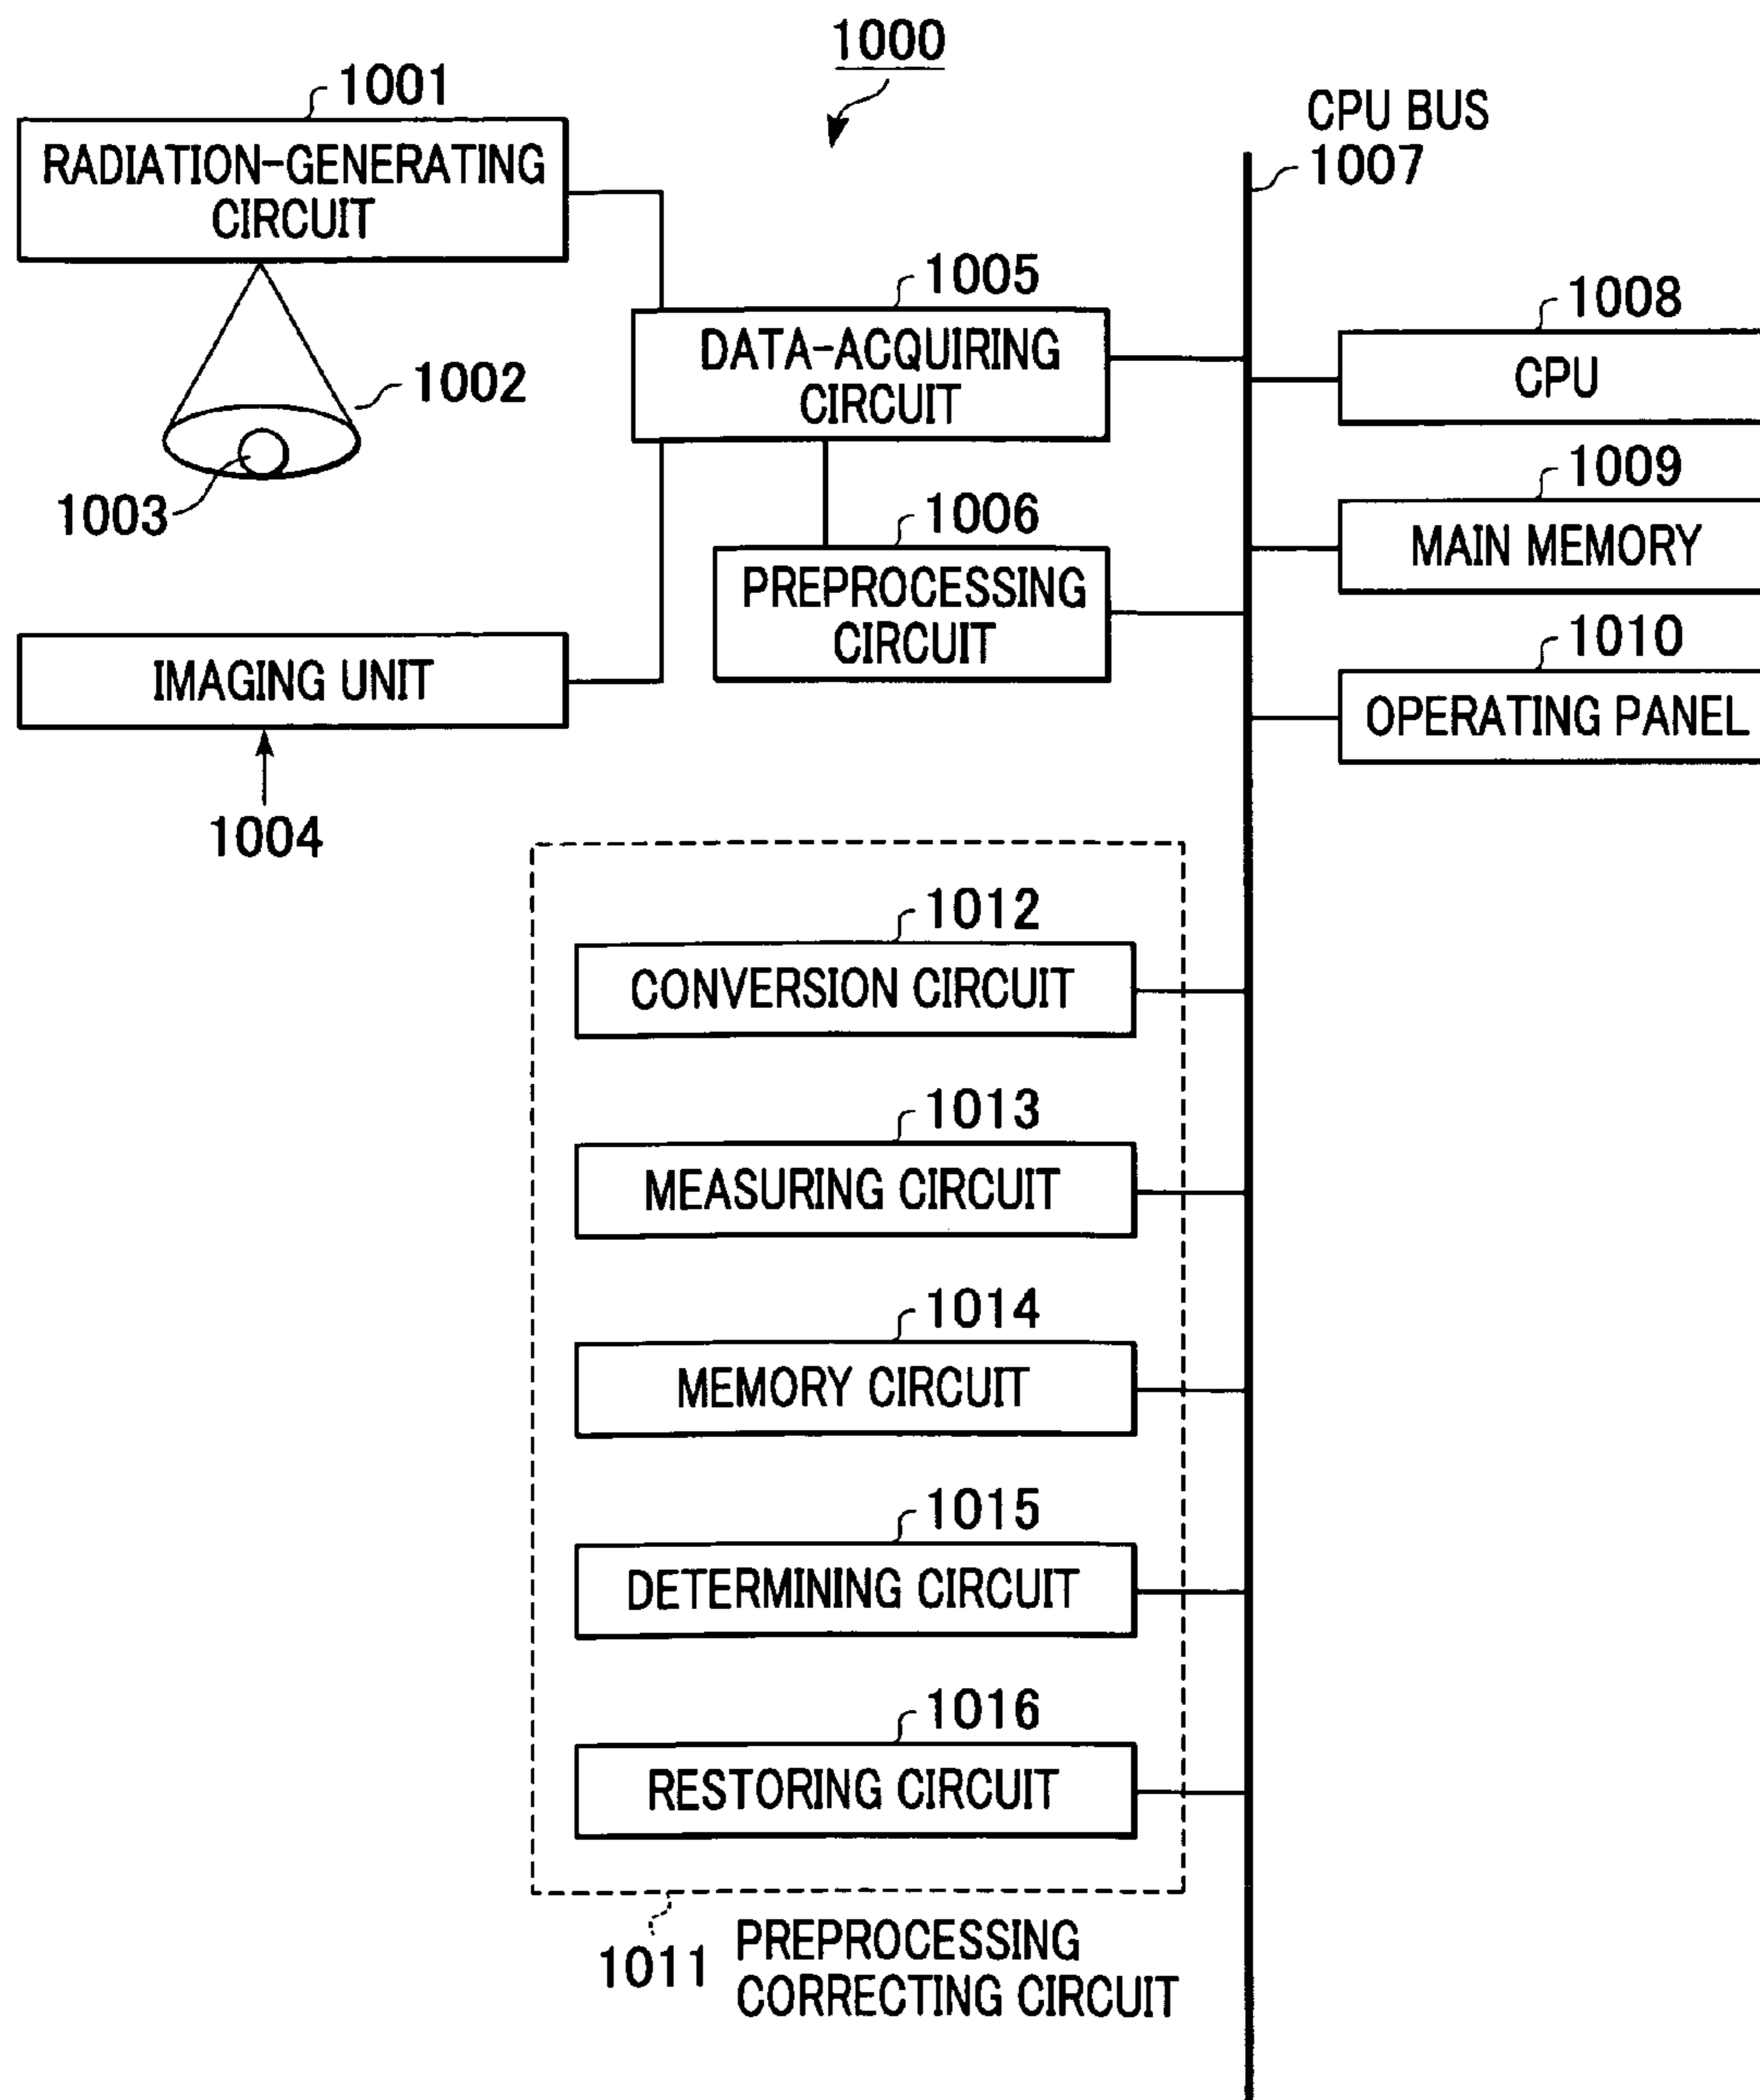 1000
1001
RADIATION-GENERATING
CIRCUIT
1002
1003
IMAGING UNIT
1004
1005
DATA-ACQUIRING
CIRCUIT
1006
PREPROCESSING
CIRCUIT
CPU BUS
1007
1008
CPU
1009
MAIN MEMORY
1010
OPERATING PANEL
1012
CONVERSION CIRCUIT
1013
MEASURING CIRCUIT
1014
MEMORY CIRCUIT
1015
DETERMINING CIRCUIT
1016
RESTORING CIRCUIT
1011
PREPROCESSING
CORRECTING CIRCUIT